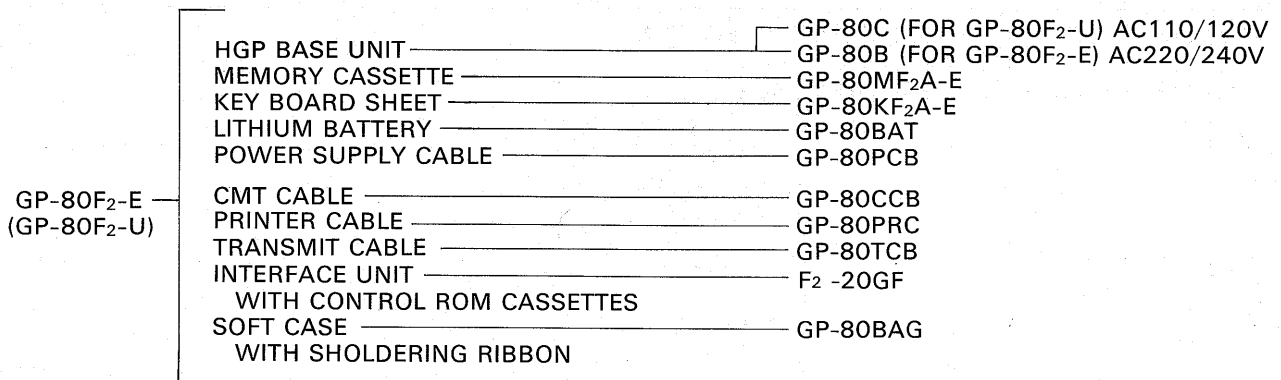 GP-80C (FOR GP-80F₂-U) AC110/120V
HGP BASE UNIT GP-80B (FOR GP-80F₂-E) AC220/240V
MEMORY CASSETTE GP-80MF₂A-E
KEY BOARD SHEET GP-80KF₂A-E
LITHIUM BATTERY GP-80BAT
POWER SUPPLY CABLE GP-80PCB
GP-80F₂-E CMT CABLE GP-80CCB
(GP-80F₂-U) PRINTER CABLE GP-80PRC
TRANSMIT CABLE GP-80TCB
INTERFACE UNIT F₂ -20GF
WITH CONTROL ROM CASSETTES
SOFT CASE GP-80BAG
WITH SHOLDERING RIBBON